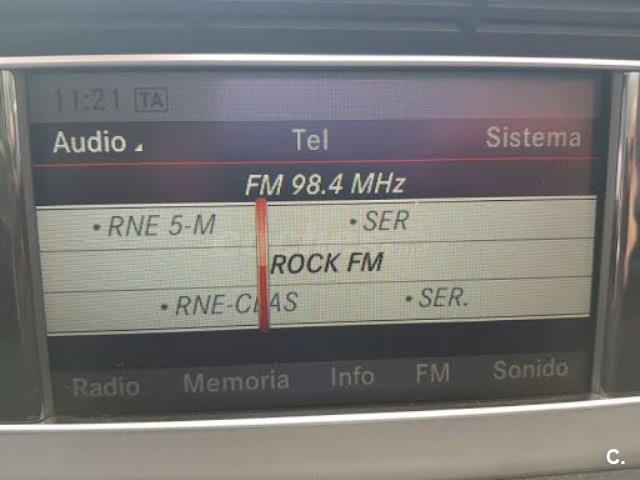 11:21 TA
Audio Tel Sistema
FM 98.4 MHz
• RNE 5-M • SER
ROCK FM
• RNE-CLAS • SER.
Radio Memoria Info FM Sonido
C.